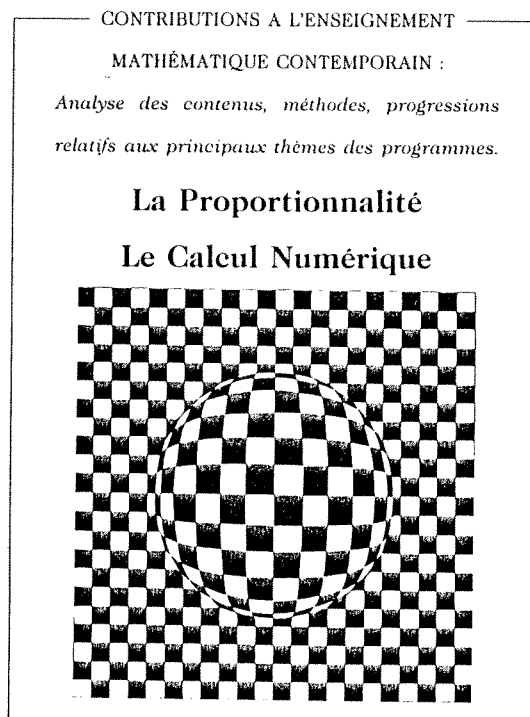 CONTRIBUTIONS A L'ENSEIGNEMENT
MATHÉMATIQUE CONTEMPORAIN :
Analyse des contenus, méthodes, progressions
relatifs aux principaux thèmes des programmes.
La Proportionnalité
Le Calcul Numérique